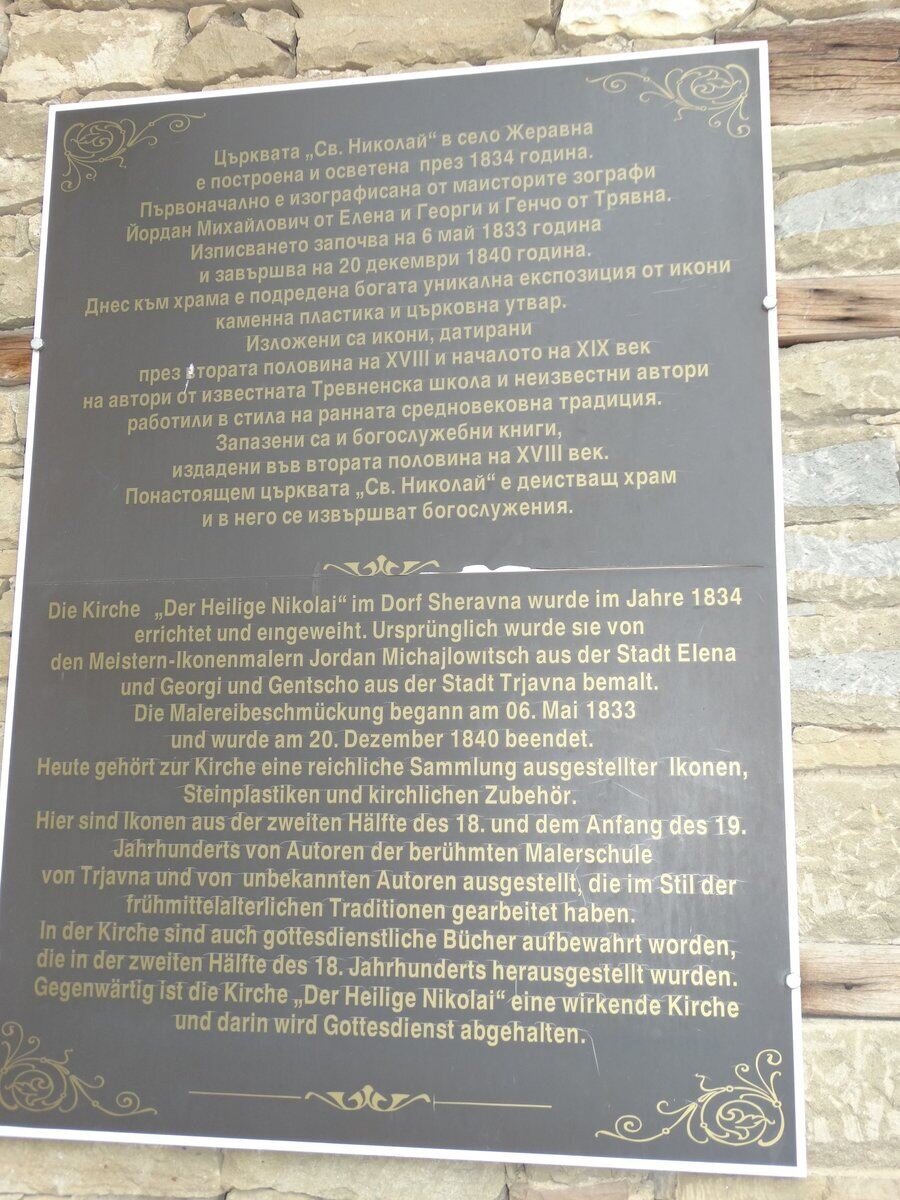 Църквата „Св. Николай“ в село Жеравна
е построена и осветена през 1834 година.
Първоначално е изографисана от маисторите зографи
Йордан Михайлович от Елена и Георги и Генчо от Трявна.
Изписването започва на 6 май 1833 година
и завършва на 20 декември 1840 година.
Днес към храма е подредена богата уникална експозиция от икони
каменна пластика и църковна утвар.
Изложени са икони, датирани
през втората половина на XVIII и началото на XIX век
на автори от известната Тревненска школа и неизвестни автори
работили в стила на ранната средновековна традиция.
Запазени са и богослужебни книги,
издадени във втората половина на XVIII век.
Понастоящем църквата „Св. Николай“ е деистващ храм
и в него се извършват богослужения.
Die Kirche „Der Heilige Nikolai“ im Dorf Sheravna wurde im Jahre 1834
errichtet und eıngeweiht. Ursprünglich wurde sıe von
den Meistern-Ikonenmalern Jordan Michajlowıtsch aus der Stadt Elena
und Georgi und Gentscho aus der Stadt Trjavna bemalt.
Die Malereibeschmückung begann am 06. Mai 1833
und wurde am 20. Dezember 1840 beendet.
Heute gehört zur Kirche eine reichliche Sammlung ausgestellter Ikonen,
Steinplastiken und kirchlichen Zubehör.
Hier sind Ikonen aus der zweiten Hälfte des 18. und dem Anfang des 19.
Jahrhunderts von Autoren der berühmten Malerschule
von Trjavna und von unbekannten Autoren ausgestellt, die im Stil der
frühmittelalterlichen Traditionen gearbeitet haben.
In der Kirche sind auch gottesdienstliche Bücher aufbewahrt worden,
die in der zweiten Hälfte des 18. Jahrhunderts herausgestellt wurden.
Gegenwärtig ist die Kirche „Der Heilige Nikolai“ eine wirkende Kirche
und darin wird Gottesdienst abgehalten.